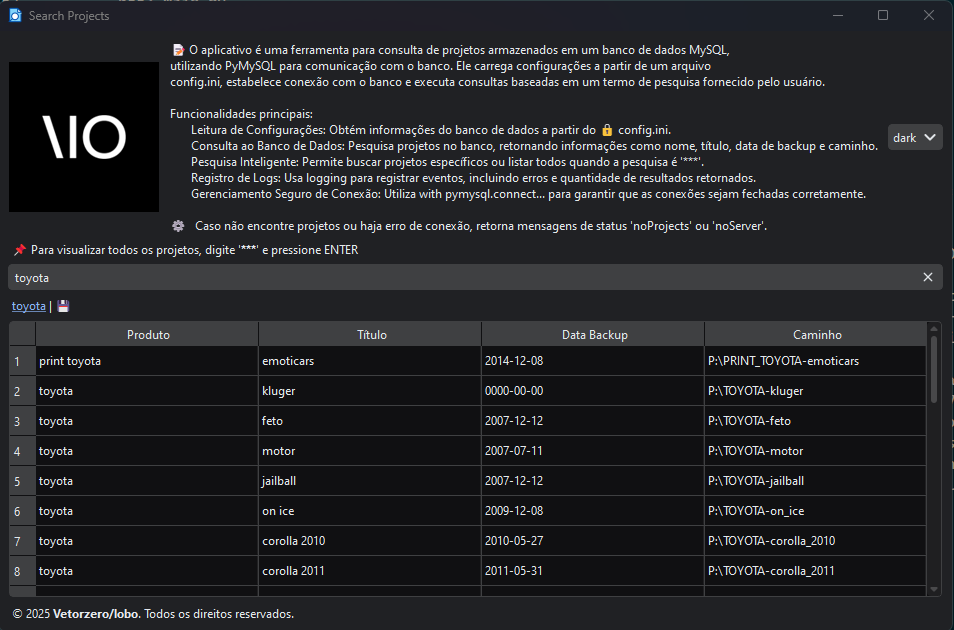 Search Projects
O aplicativo é uma ferramenta para consulta de projetos armazenados em um banco de dados MySQL,
utilizando PyMySQL para comunicação com o banco. Ele carrega configurações a partir de um arquivo
config.ini, estabelece conexão com o banco e executa consultas baseadas em um termo de pesquisa fornecido pelo usuário.
\IO
Funcionalidades principais:
Leitura de Configurações: Obtém informações do banco de dados a partir do 🔒 config.ini.
Consulta ao Banco de Dados: Pesquisa projetos no banco, retornando informações como nome, título, data de backup e caminho.
dark
Pesquisa Inteligente: Permite buscar projetos específicos ou listar todos quando a pesquisa é '***'.
Registro de Logs: Usa logging para registrar eventos, incluindo erros e quantidade de resultados retornados.
Gerenciamento Seguro de Conexão: Utiliza with pymysql.connect... para garantir que as conexões sejam fechadas corretamente.
Caso não encontre projetos ou haja erro de conexão, retorna mensagens de status 'noProjects' ou 'noServer'.
Para visualizar todos os projetos, digite '***' e pressione ENTER
toyota
toyota |
Produto Título Data Backup Caminho
1 print toyota emoticars 2014-12-08 P:\PRINT_TOYOTA-emoticars
2 toyota kluger 0000-00-00 P:\TOYOTA-kluger
3 toyota feto 2007-12-12 P:\TOYOTA-feto
4 toyota motor 2007-07-11 P:\TOYOTA-motor
5 toyota jailball 2007-12-12 P:\TOYOTA-jailball
6 toyota on ice 2009-12-08 P:\TOYOTA-on_ice
7 toyota corolla 2010 2010-05-27 P:\TOYOTA-corolla_2010
8 toyota corolla 2011 2011-05-31 P:\TOYOTA-corolla_2011
© 2025 Vetorzero/lobo. Todos os direitos reservados.